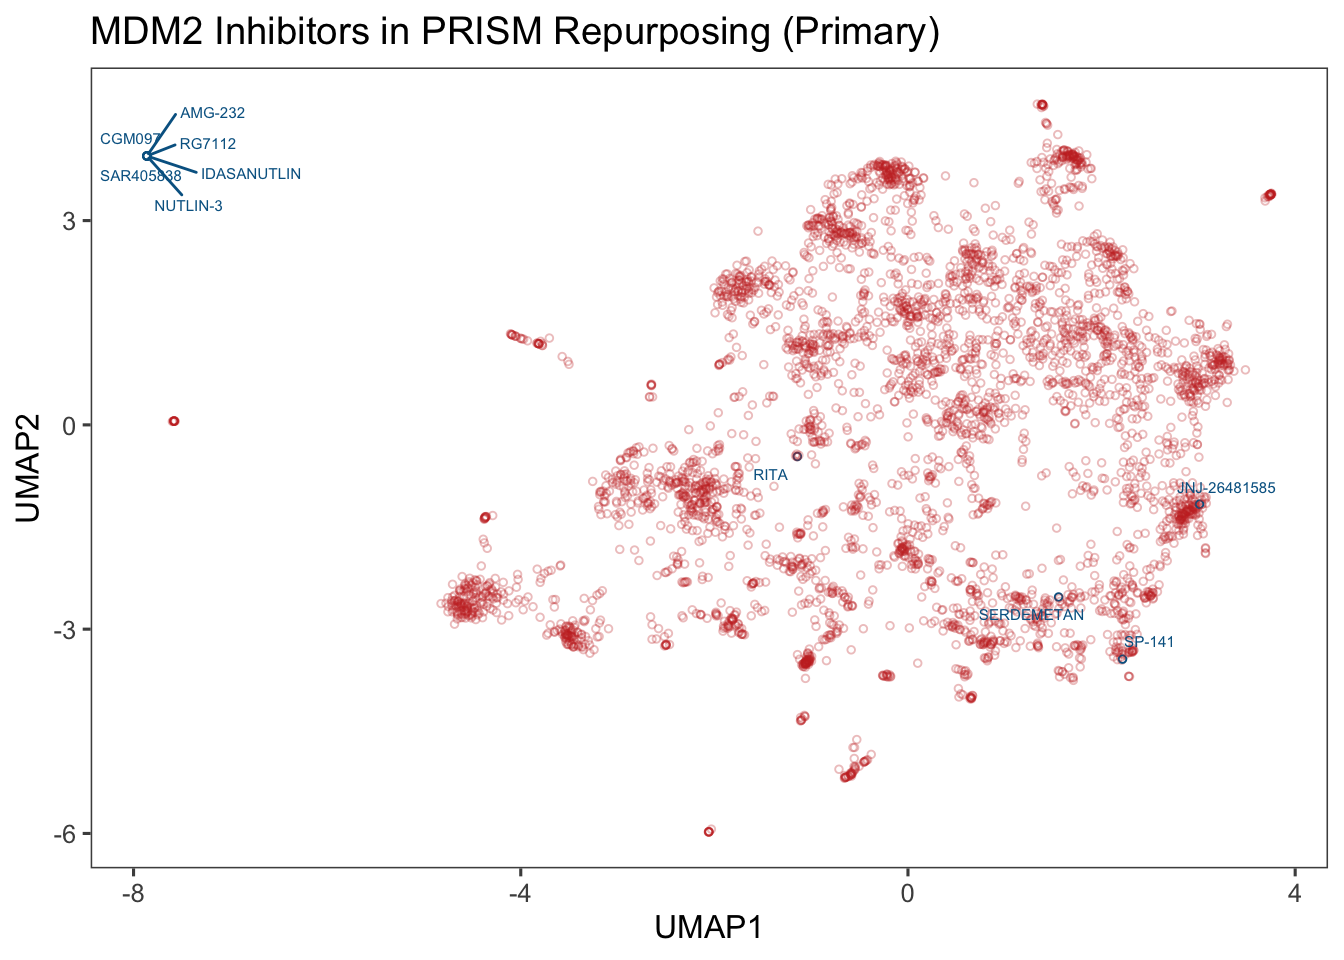 MDM2 Inhibitors in PRISM Repurposing (Primary)
AMG-232
CGM097
RG7112
SAR405838
IDASANUTLIN
NUTLIN-3
RITA
JNJ-26481585
SERDEMETAN
SP-141
3
0
-3
-6
UMAP2
-8
-4
0
4
UMAP1